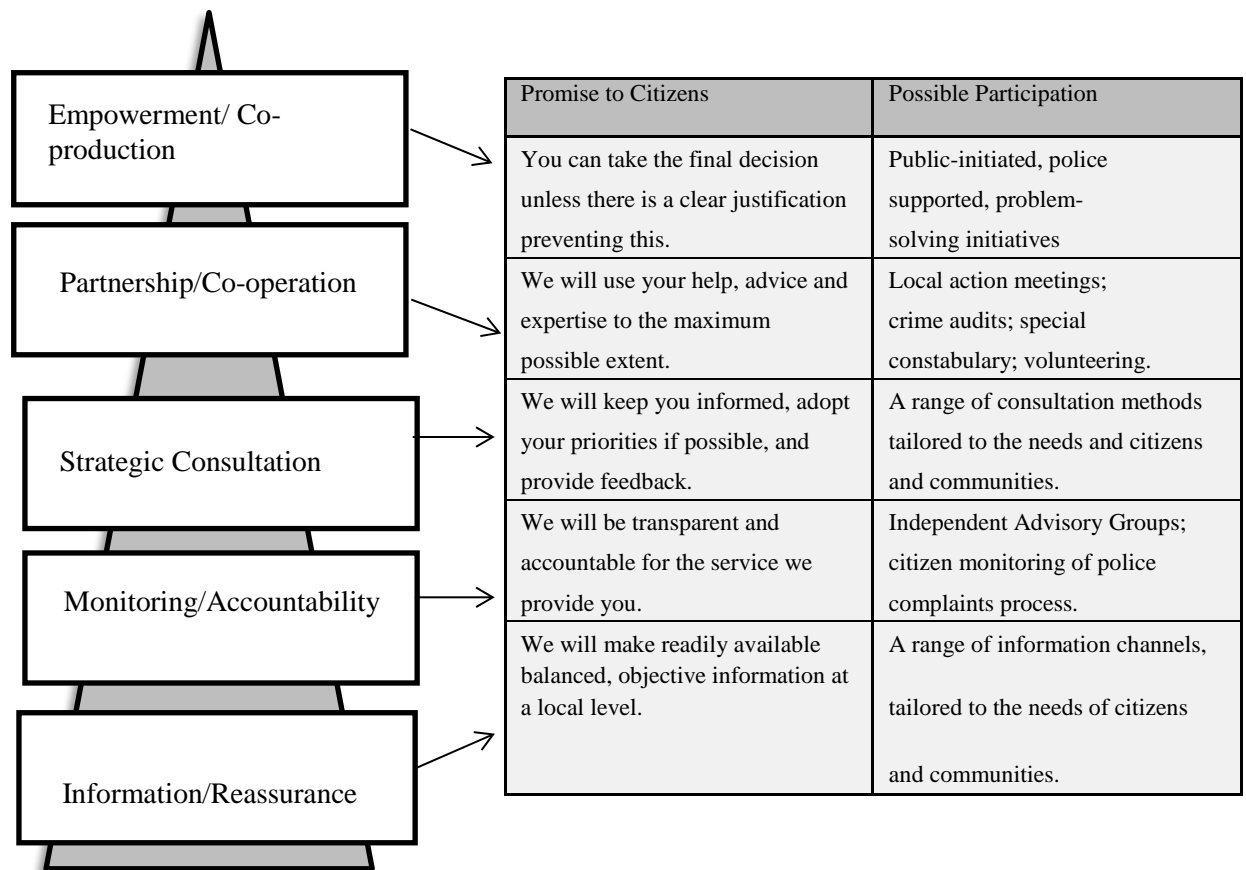 Empowerment/ Co-
production
Partnership/Co-operation
Strategic Consultation
Monitoring/Accountability
Information/Reassurance
Promise to Citizens
Possible Participation
You can take the final decision
unless there is a clear justification
preventing this.
Public-initiated, police
supported, problem-
solving initiatives
We will use your help, advice and
expertise to the maximum
possible extent.
Local action meetings;
crime audits; special
constabulary; volunteering.
We will keep you informed, adopt
your priorities if possible, and
provide feedback.
A range of consultation methods
tailored to the needs and citizens
and communities.
We will be transparent and
accountable for the service we
provide you.
Independent Advisory Groups;
citizen monitoring of police
complaints process.
We will make readily available
balanced, objective information at
a local level.
A range of information channels,
tailored to the needs of citizens
and communities.